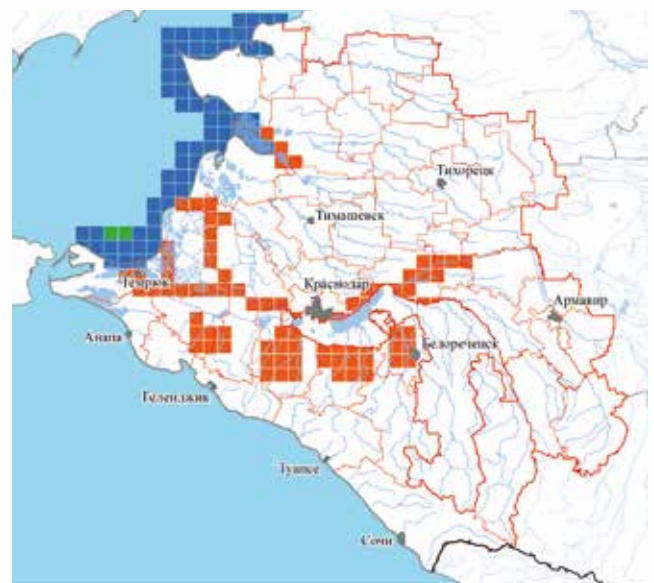 Тихорецк
Тимашевск
Темрюк
Краснодар
Армавир
Анапа
Белореченск
Геленджик
Туапсе
Сочи